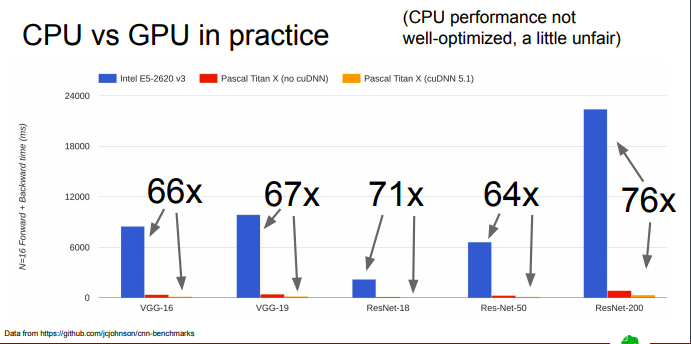 CPU vs GPU in practice
(CPU performance not
well-optimized, a little unfair)
Intel E5-2620 v3
Pascal Titan X (no cuDNN)
Pascal Titan X (cuDNN 5.1)
N=16 Forward + Backward time (ms)
24000
18000
12000
6000
0
66x
67x
71x
64x
76x
VGG-16
VGG-19
ResNet-18
Res-Net-50
ResNet-200
Data from https://github.com/jcjohnson/cnn-benchmarks